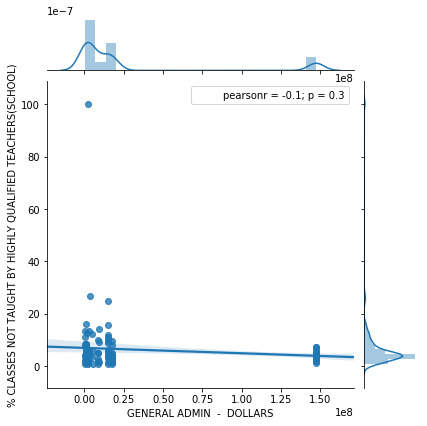 1e−7
1e8
pearsonr = -0.1; p = 0.3
100
80
60
40
20
0
% CLASSES NOT TAUGHT BY HIGHLY QUALIFIED TEACHERS(SCHOOL)
0.00 0.25 0.50 0.75 1.00 1.25 1.50
GENERAL ADMIN - DOLLARS
1e8